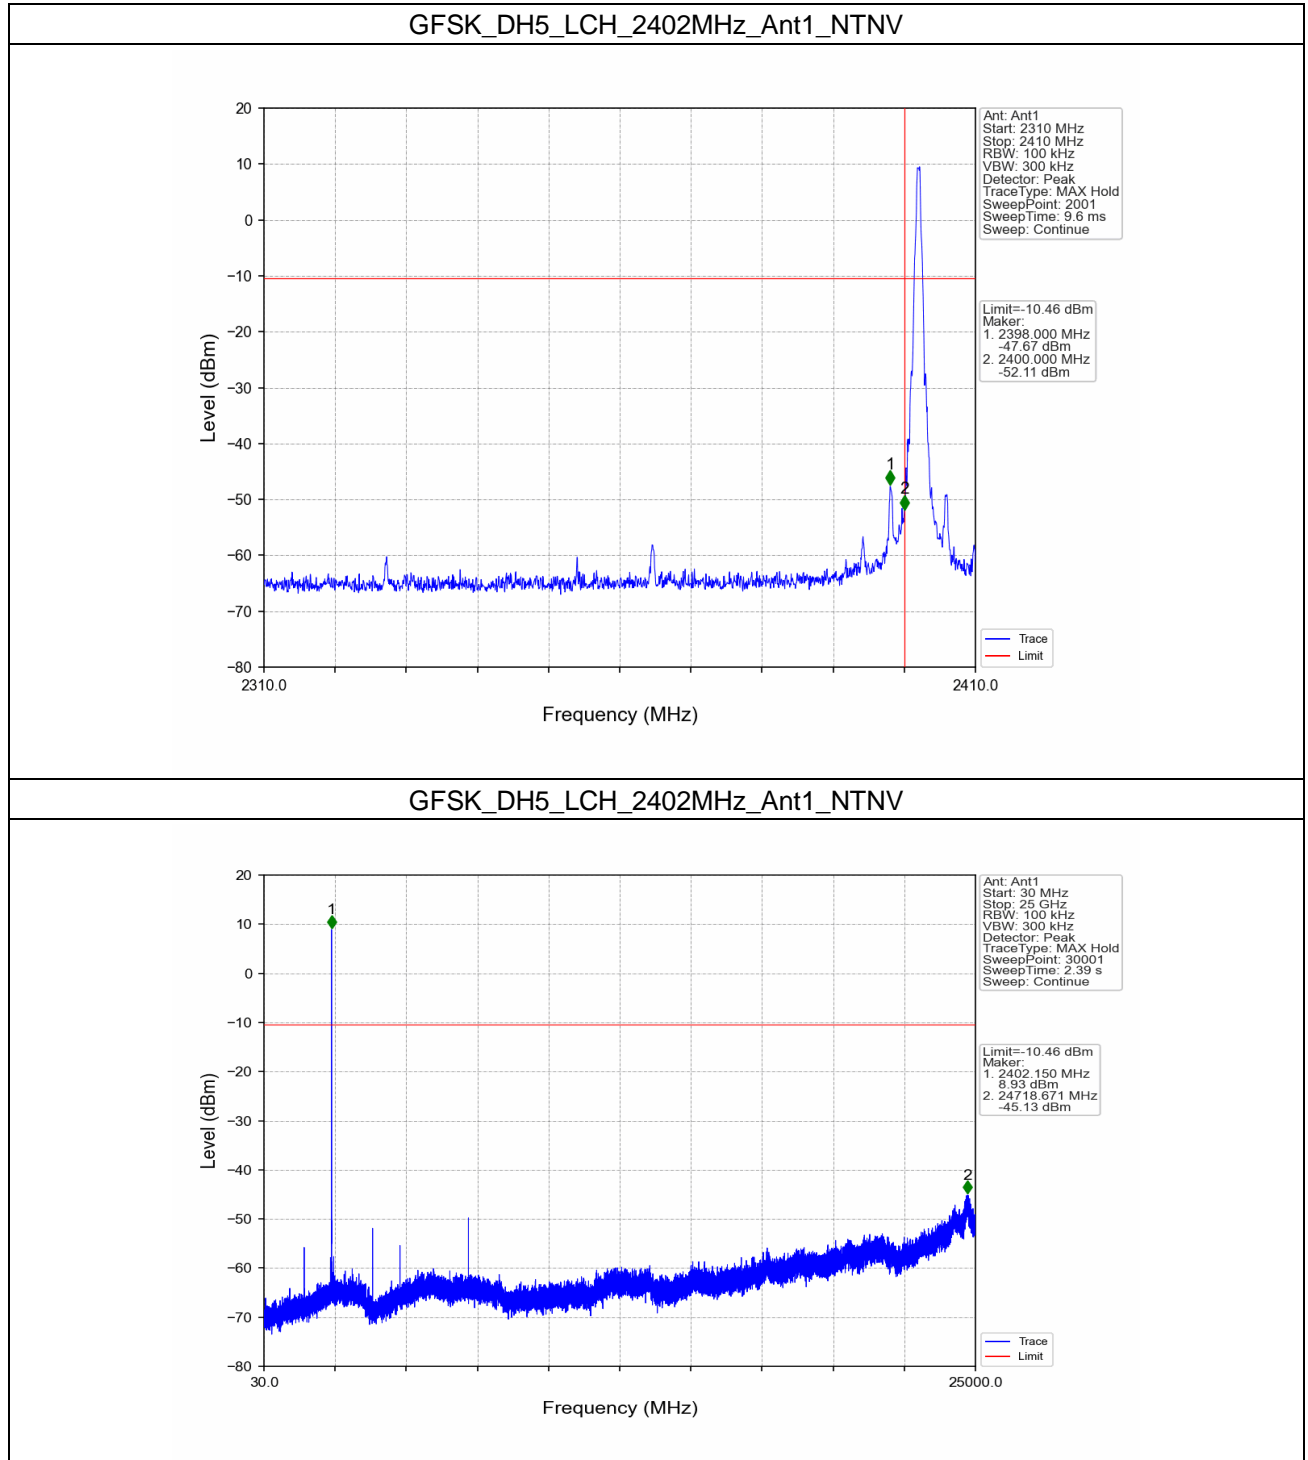 GFSK_DH5_LCH_2402MHz_Ant1_NTNV
20
10
0
−10
−20
−30
−40
−50
−60
−70
−80
Level (dBm)
2310.0
2410.0
Frequency (MHz)
1
2
Ant: Ant1
Start: 2310 MHz
Stop: 2410 MHz
RBW: 100 kHz
VBW: 300 kHz
Detector: Peak
TraceType: MAX Hold
SweepPoint: 2001
SweepTime: 9.6 ms
Sweep: Continue
Limit=-10.46 dBm
Maker:
1. 2398.000 MHz
-47.67 dBm
2. 2400.000 MHz
-52.11 dBm
Trace
Limit
GFSK_DH5_LCH_2402MHz_Ant1_NTNV
20
10
0
−10
−20
−30
−40
−50
−60
−70
−80
Level (dBm)
30.0
25000.0
Frequency (MHz)
1
2
Ant: Ant1
Start: 30 MHz
Stop: 25 GHz
RBW: 100 kHz
VBW: 300 kHz
Detector: Peak
TraceType: MAX Hold
SweepPoint: 30001
SweepTime: 2.39 s
Sweep: Continue
Limit=-10.46 dBm
Maker:
1. 2402.150 MHz
8.93 dBm
2. 24718.671 MHz
-45.13 dBm
Trace
Limit